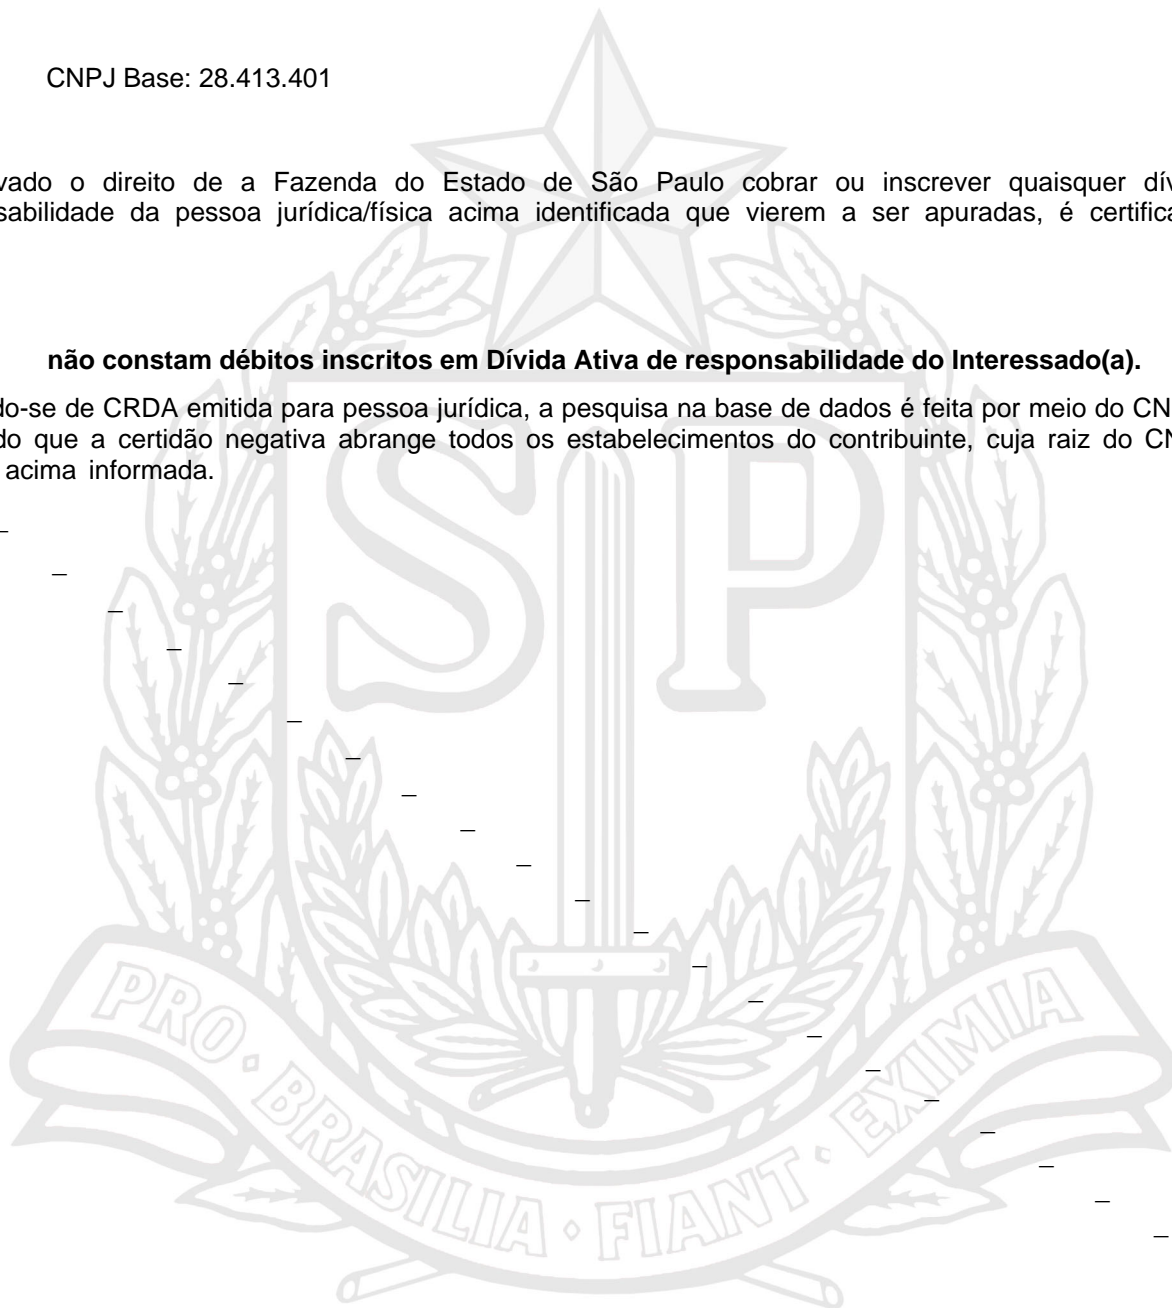 CNPJ Base: 28.413.401
vado o direito de a Fazenda do Estado de São Paulo cobrar ou inscrever quaisquer dív
sabilidade da pessoa jurídica/física acima identificada que vierem a ser apuradas, é certifica
não constam débitos inscritos em Dívida Ativa de responsabilidade do Interessado(a).
do-se de CRDA emitida para pessoa jurídica, a pesquisa na base de dados é feita por meio do CN
do que a certidão negativa abrange todos os estabelecimentos do contribuinte, cuja raiz do CN
acima informada.
SP
PRO • BRASILIA • FIANT • EXIMIA